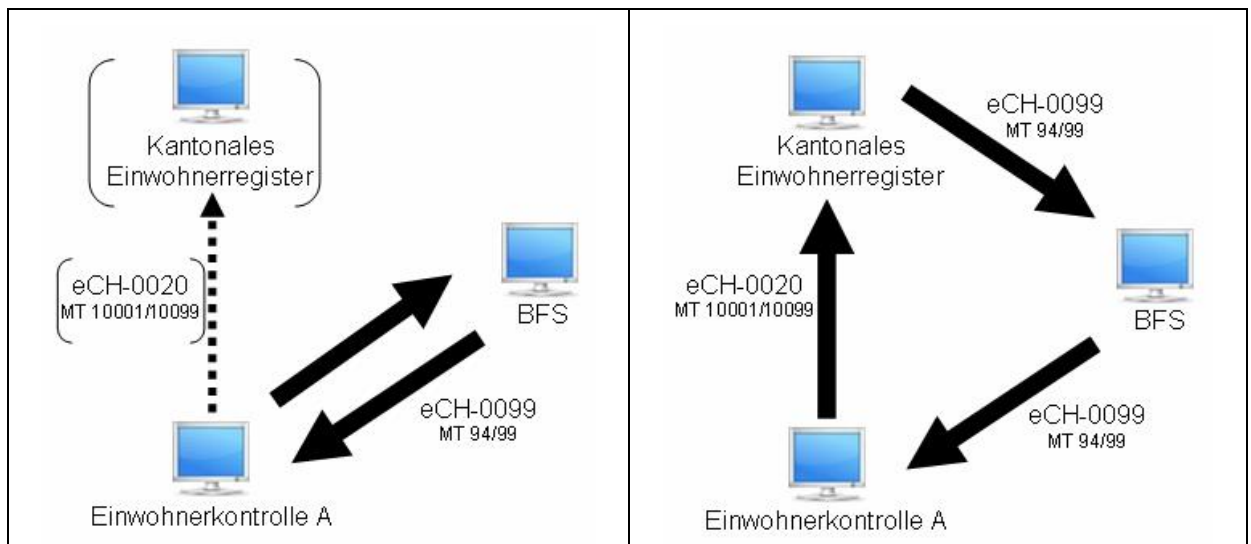 Kantonales
Einwohnerregister
eCH-0020
MT 10001/10099
BFS
eCH-0099
MT 94/99
Einwohnerkontrolle A
eCH-0099
MT 94/99
Kantonales
Einwohnerregister
eCH-0020
MT 10001/10099
BFS
eCH-0099
MT 94/99
Einwohnerkontrolle A